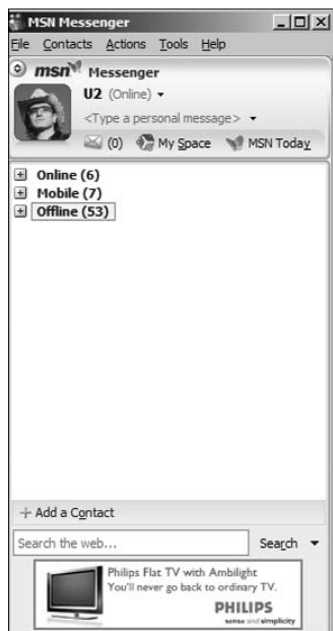 MSN Messenger
File Contacts Actions Tools Help
msn Messenger
U2 (Online)
<Type a personal message>
(0) My Space MSN Today
Online (6)
Mobile (7)
Offline (53)
+ Add a Contact
Search the web... Search
Philips Flat TV with Ambilight
You'll never go back to ordinary TV.
PHILIPS
sense and simplicity